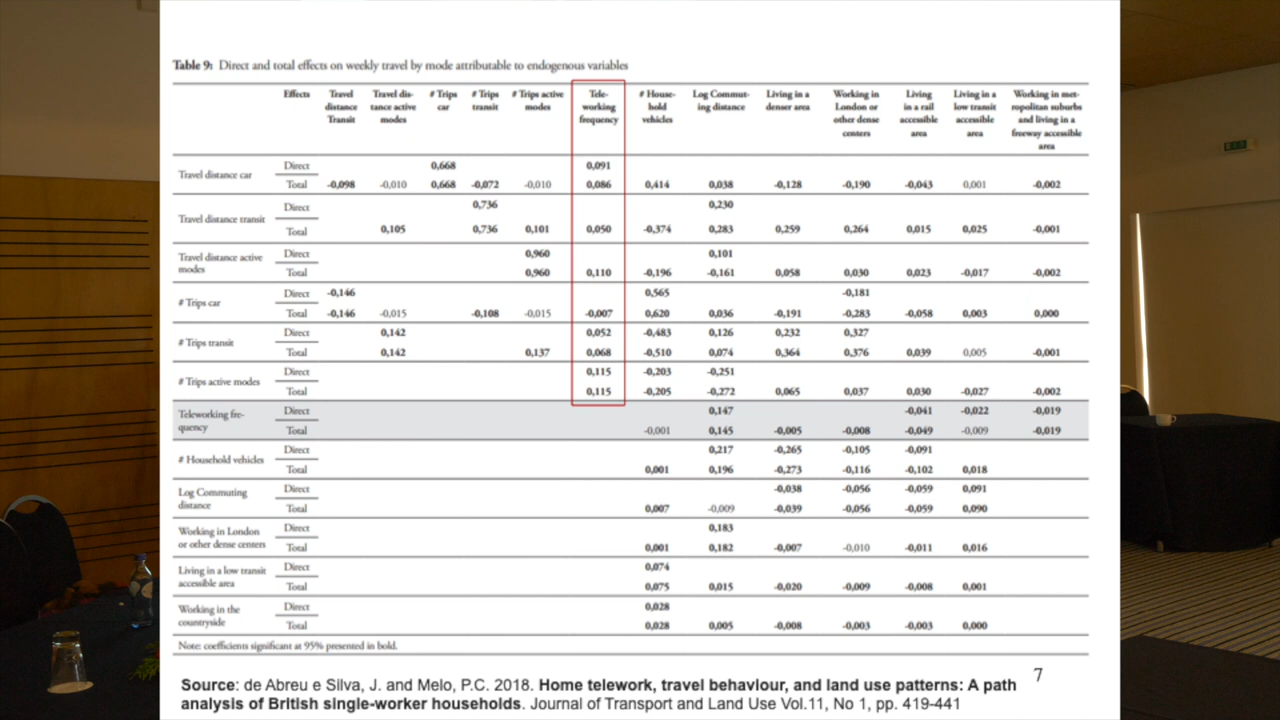 Table 9: Direct and total effects on weekly travel by mode attributable to endogenous variables
Effects Travel distance Transit Travel dis-tance active modes # Trips car # Trips transit # Trips active modes Tele-working frequency # House-hold vehicles Log Commut-ing distance Living in a denser area Working in London or other dense centers Living in a rail accessible area Living in a low transit accessible area Working in met-ropolitan suburbs and living in a freeway accessible area
Travel distance car
Direct 0,668 0,091
Total -0,098 -0,010 0,668 -0,072 -0,010 0,086 0,414 0,038 -0,128 -0,190 -0,043 0,001 -0,002
Travel distance transit
Direct 0,736 0,230
Total 0,105 0,736 0,101 0,050 -0,374 0,283 0,259 0,264 0,015 0,025 -0,001
Travel distance active modes
Direct 0,960 0,101
Total 0,960 0,110 -0,196 -0,161 0,058 0,030 0,023 -0,017 -0,002
# Trips car
Direct -0,146 0,565 -0,181
Total -0,146 -0,015 -0,108 -0,015 -0,007 0,620 0,036 -0,191 -0,283 -0,058 0,003 0,000
# Trips transit
Direct 0,142 0,052 -0,483 0,126 0,232 0,327
Total 0,142 0,137 0,068 -0,510 0,074 0,364 0,376 0,039 0,005 -0,001
# Trips active modes
Direct 0,115 -0,203 -0,251
Total 0,115 -0,205 -0,272 0,065 0,037 0,030 -0,027 -0,002
Teleworking fre-quency
Direct 0,147 -0,041 -0,022 -0,019
Total -0,001 0,145 -0,005 -0,008 -0,049 -0,009 -0,019
# Household vehicles
Direct 0,217 -0,265 -0,105 -0,091
Total 0,001 0,196 -0,273 -0,116 -0,102 0,018
Log Commuting distance
Direct -0,038 -0,056 -0,059 0,091
Total 0,007 -0,009 -0,039 -0,056 -0,059 0,090
Working in London or other dense centers
Direct 0,183
Total 0,001 0,182 -0,007 -0,010 -0,011 0,016
Living in a low transit accessible area
Direct 0,074
Total 0,075 0,015 -0,020 -0,009 -0,008 0,001
Working in the countryside
Direct 0,028
Total 0,028 0,005 -0,008 -0,003 -0,003 0,000
Note: coefficients significant at 95% presented in bold.
7
Source: de Abreu e Silva, J. and Melo, P.C. 2018. Home telework, travel behaviour, and land use patterns: A path
analysis of British single-worker households. Journal of Transport and Land Use Vol.11, No 1, pp. 419-441